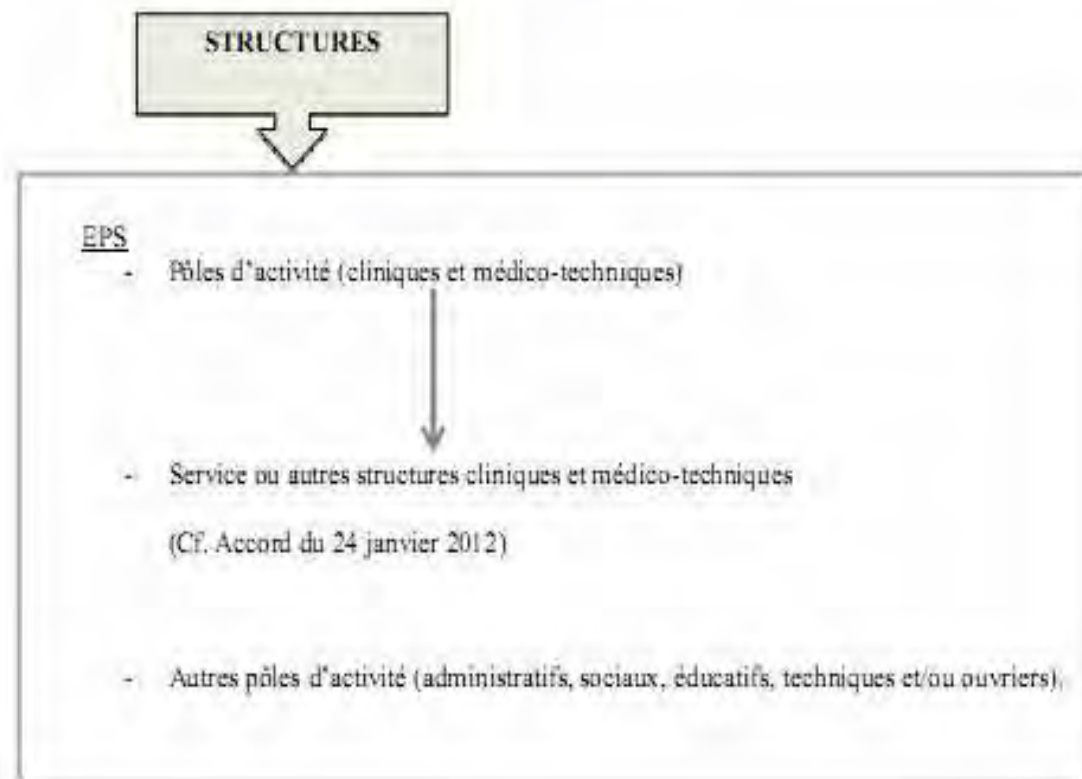 STRUCTURES
EPS
- Pôles d'activité (cliniques et médico-techniques)
- Service ou autres structures cliniques et médico-techniques
(Cf. Accord du 24 janvier 2012)
- Autres pôles d'activité (administratifs, sociaux, éducatifs, techniques et/ou ouvriers).